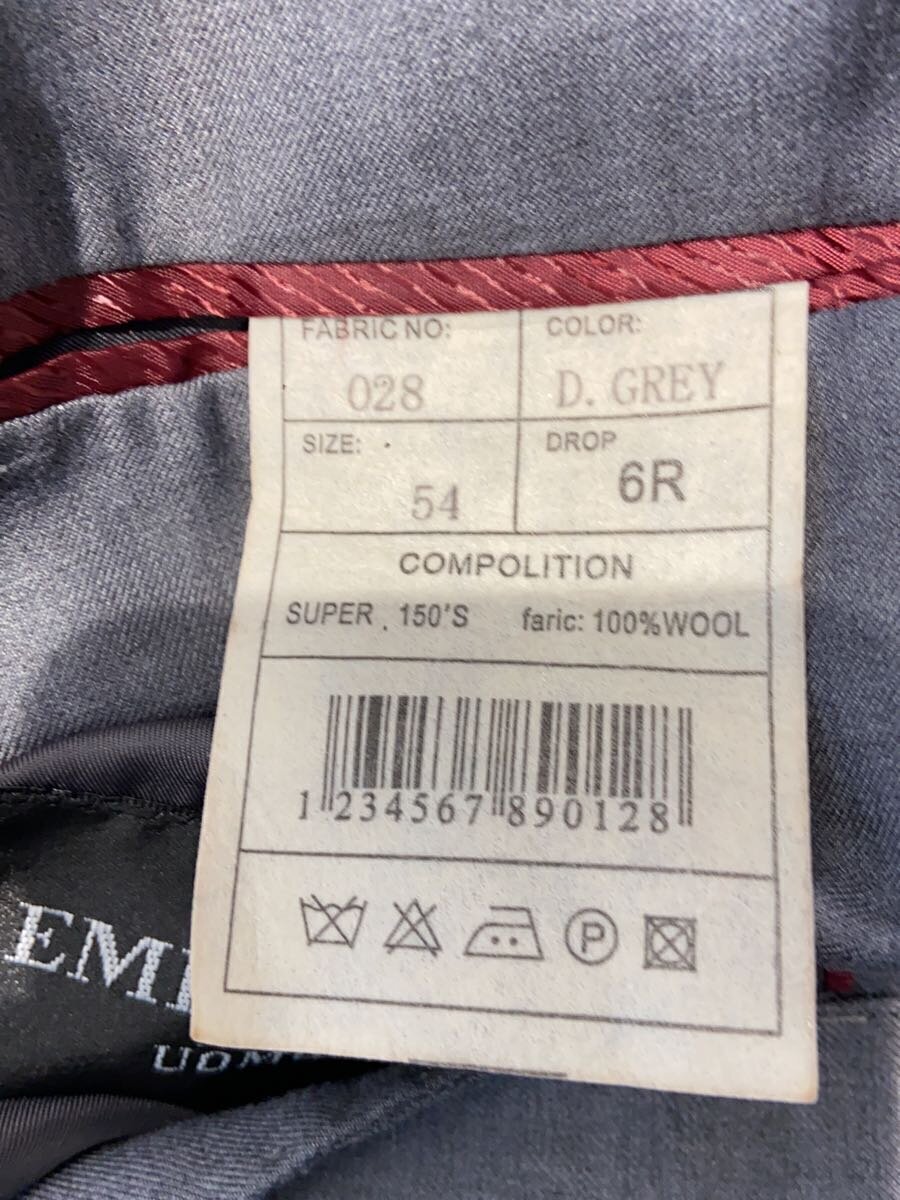 FABRIC NO: COLOR:
028 D. GREY
SIZE: DROP
54 6R
COMPOLITION
SUPER . 150'S faric: 100%WOOL
1 234567 890128
P